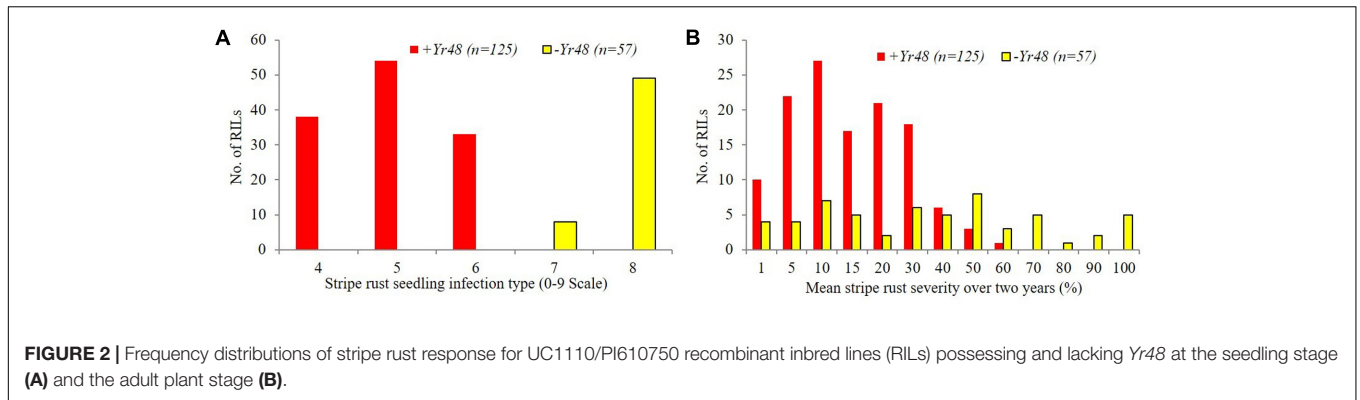 A
+Yr48 (n=125) -Yr48 (n=57)
60
50
40
30
20
10
0
No. of RILs
4 5 6 7 8
Stripe rust seedling infection type (0-9 Scale)
B
+Yr48 (n=125) -Yr48 (n=57)
30
25
20
15
10
5
0
No. of RILs
1 5 10 15 20 30 40 50 60 70 80 90 100
Mean stripe rust severity over two years (%)
FIGURE 2 | Frequency distributions of stripe rust response for UC1110/PI610750 recombinant inbred lines (RILs) possessing and lacking Yr48 at the seedling stage
(A) and the adult plant stage (B).